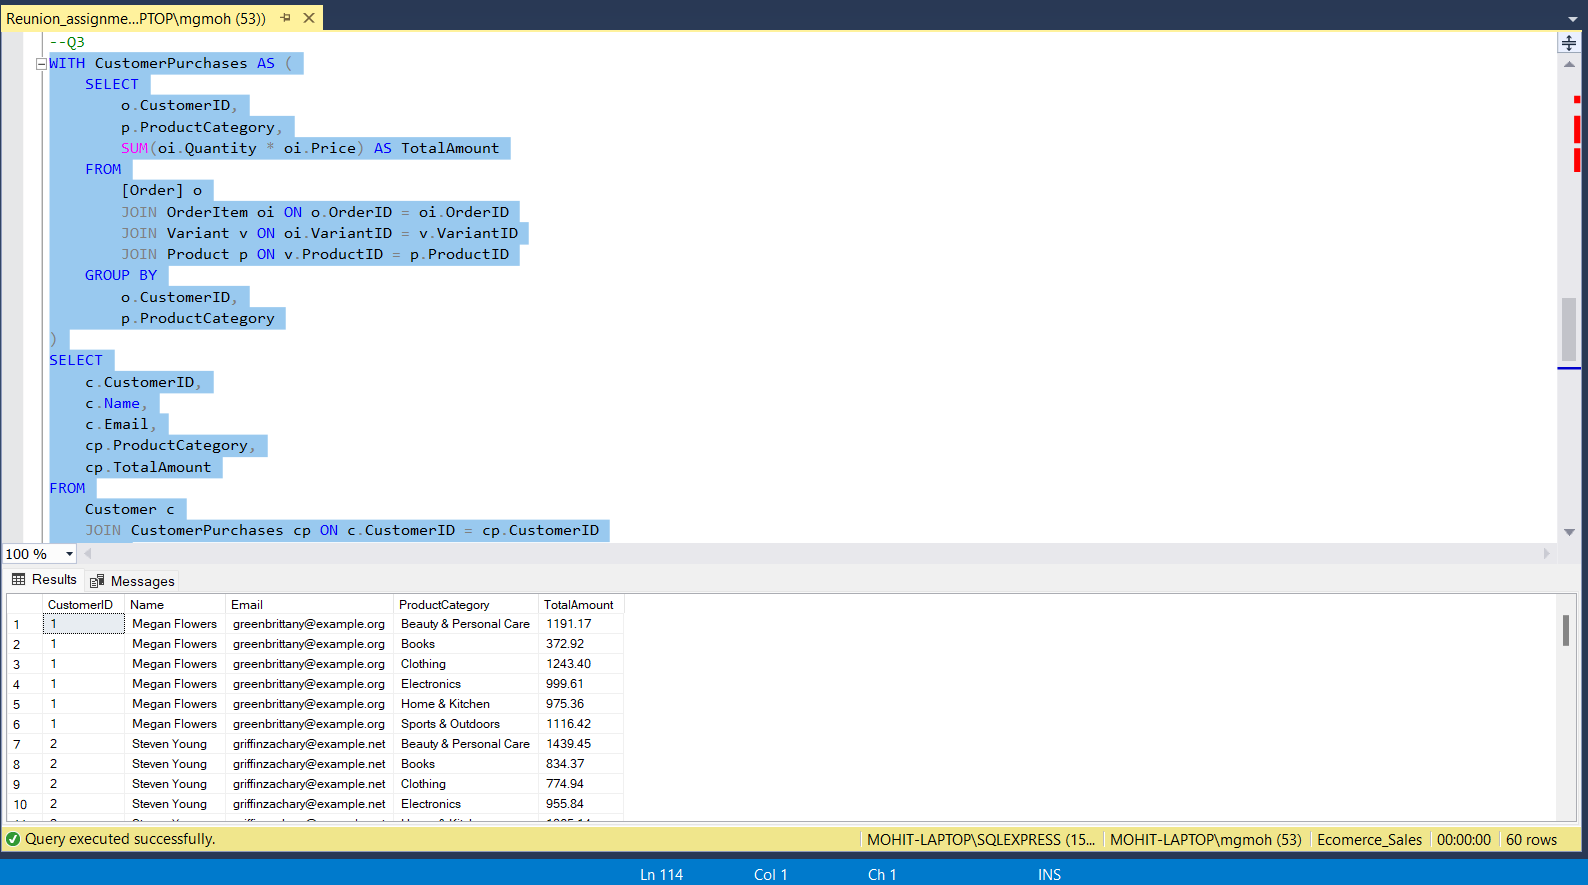 Reunion_assignme...PTOP\mgmoh (53))
--Q3
WITH CustomerPurchases AS (
SELECT
o.CustomerID,
p.ProductCategory,
SUM(oi.Quantity * oi.Price) AS TotalAmount
FROM
[Order] o
JOIN OrderItem oi ON o.OrderID = oi.OrderID
JOIN Variant v ON oi.VariantID = v.VariantID
JOIN Product p ON v.ProductID = p.ProductID
GROUP BY
o.CustomerID,
p.ProductCategory
)
SELECT
c.CustomerID,
c.Name,
c.Email,
cp.ProductCategory,
cp.TotalAmount
FROM
Customer c
JOIN CustomerPurchases cp ON c.CustomerID = cp.CustomerID
100 %
Results Messages
CustomerID Name Email ProductCategory TotalAmount
1 1 Megan Flowers greenbrittany@example.org Beauty & Personal Care 1191.17
2 1 Megan Flowers greenbrittany@example.org Books 372.92
3 1 Megan Flowers greenbrittany@example.org Clothing 1243.40
4 1 Megan Flowers greenbrittany@example.org Electronics 999.61
5 1 Megan Flowers greenbrittany@example.org Home & Kitchen 975.36
6 1 Megan Flowers greenbrittany@example.org Sports & Outdoors 1116.42
7 2 Steven Young griffinzachary@example.net Beauty & Personal Care 1439.45
8 2 Steven Young griffinzachary@example.net Books 834.37
9 2 Steven Young griffinzachary@example.net Clothing 774.94
10 2 Steven Young griffinzachary@example.net Electronics 955.84
Query executed successfully. MOHIT-LAPTOP\SQLEXPRESS (15... MOHIT-LAPTOP\mgmoh (53) Ecomerce_Sales 00:00:00 60 rows
Ln 114 Col 1 Ch 1 INS